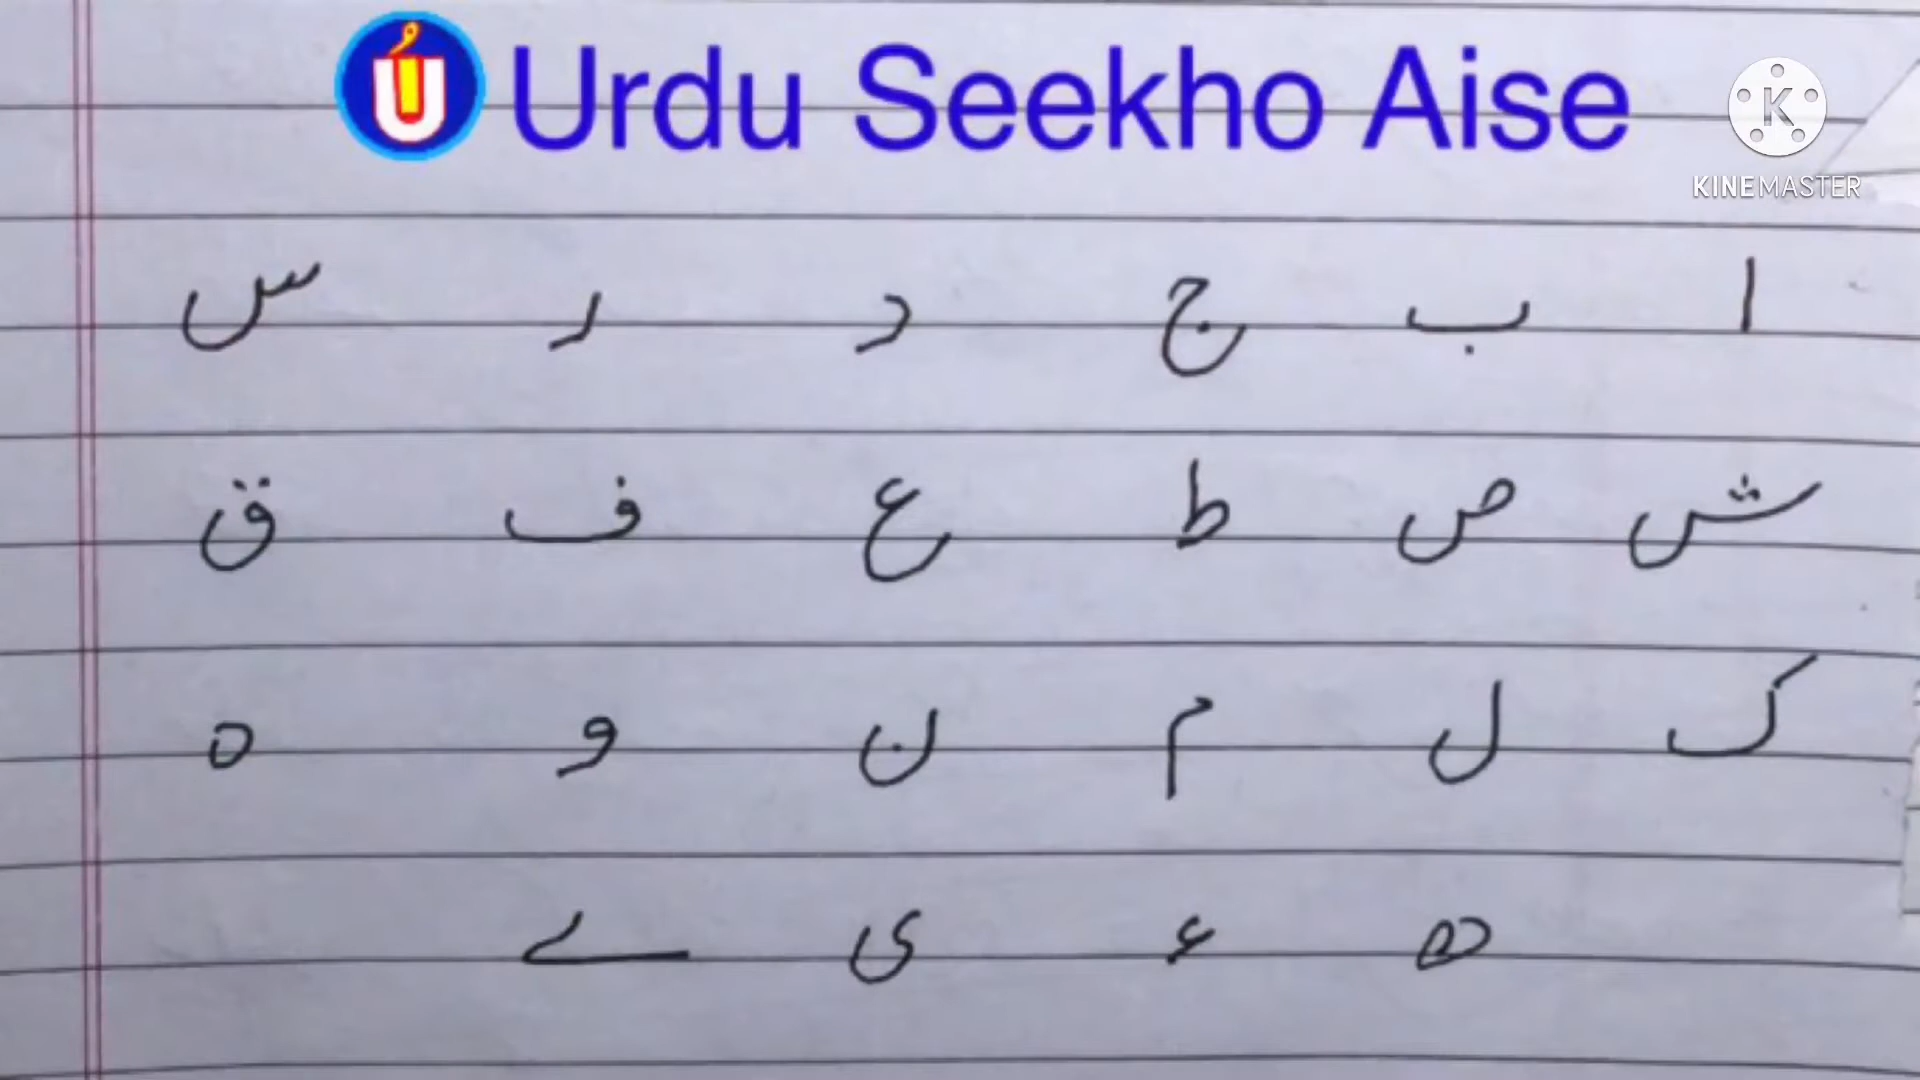 Urdu Seekho Aise
KINEMASTER
ا ب ج د ر س
ش ص ط ع ف ق
ک ل م ن و ہ
ھ ء ی ے